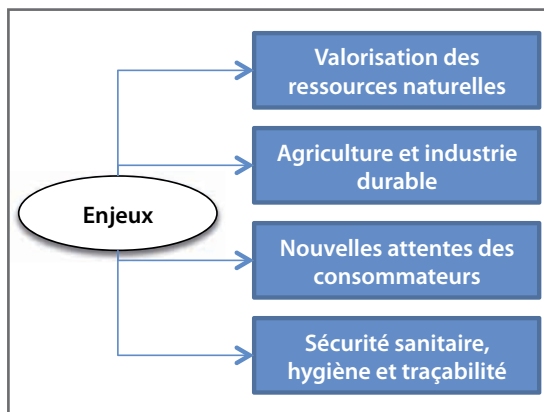 Valorisation des
ressources naturelles
Agriculture et industrie
durable
Enjeux
Nouvelles attentes des
consommateurs
Sécurité sanitaire,
hygiène et traçabilité